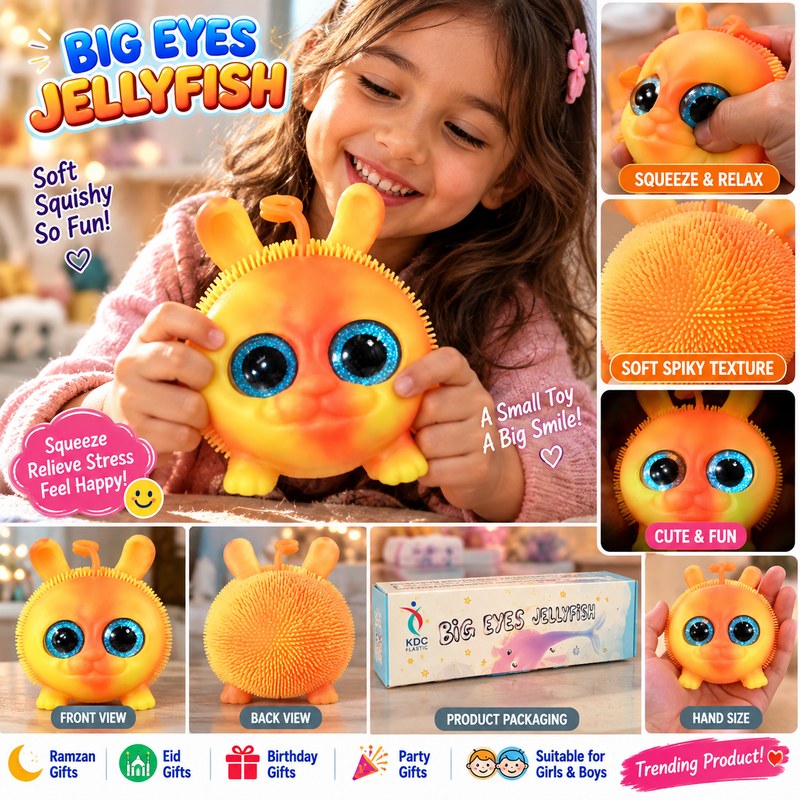 BIG EYES
JELLYFISH
Soft
Squishy
So Fun!
Squeeze
Relieve Stress
Feel Happy!
A Small Toy
A Big Smile!
SQUEEZE & RELAX
SOFT SPIKY TEXTURE
CUTE & FUN
FRONT VIEW
BACK VIEW
KDC
PLASTIC
BiG EYES JELLYFiSH
PRODUCT PACKAGING
HAND SIZE
Ramzan
Gifts
Eid
Gifts
Birthday
Gifts
Party
Gifts
Suitable for
Girls & Boys
Trending Product!